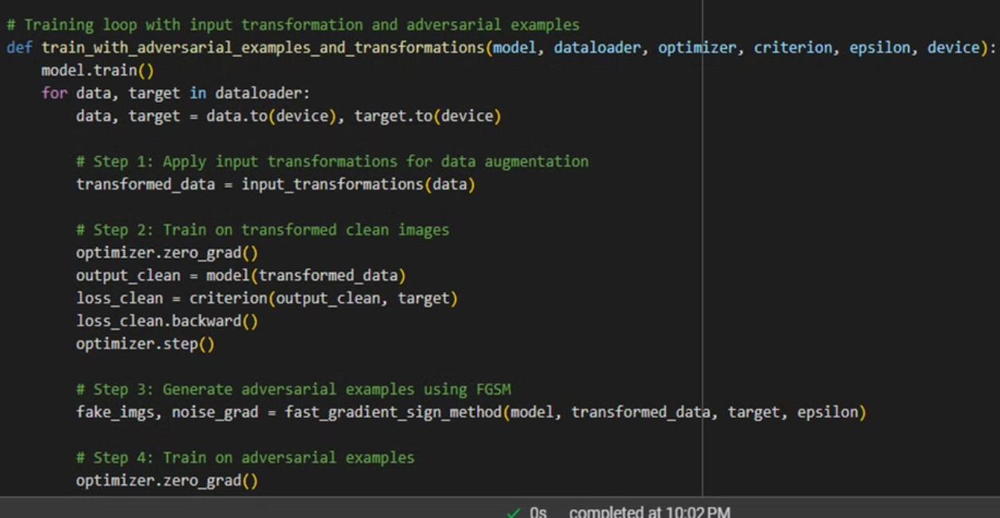 # Training loop with input transformation and adversarial examples
def train_with_adversarial_examples_and_transformations(model, dataloader, optimizer, criterion, epsilon, device):
    model.train()
    for data, target in dataloader:
        data, target = data.to(device), target.to(device)

        # Step 1: Apply input transformations for data augmentation
        transformed_data = input_transformations(data)

        # Step 2: Train on transformed clean images
        optimizer.zero_grad()
        output_clean = model(transformed_data)
        loss_clean = criterion(output_clean, target)
        loss_clean.backward()
        optimizer.step()

        # Step 3: Generate adversarial examples using FGSM
        fake_imgs, noise_grad = fast_gradient_sign_method(model, transformed_data, target, epsilon)

        # Step 4: Train on adversarial examples
        optimizer.zero_grad()
✓ 0s completed at 10:02 PM